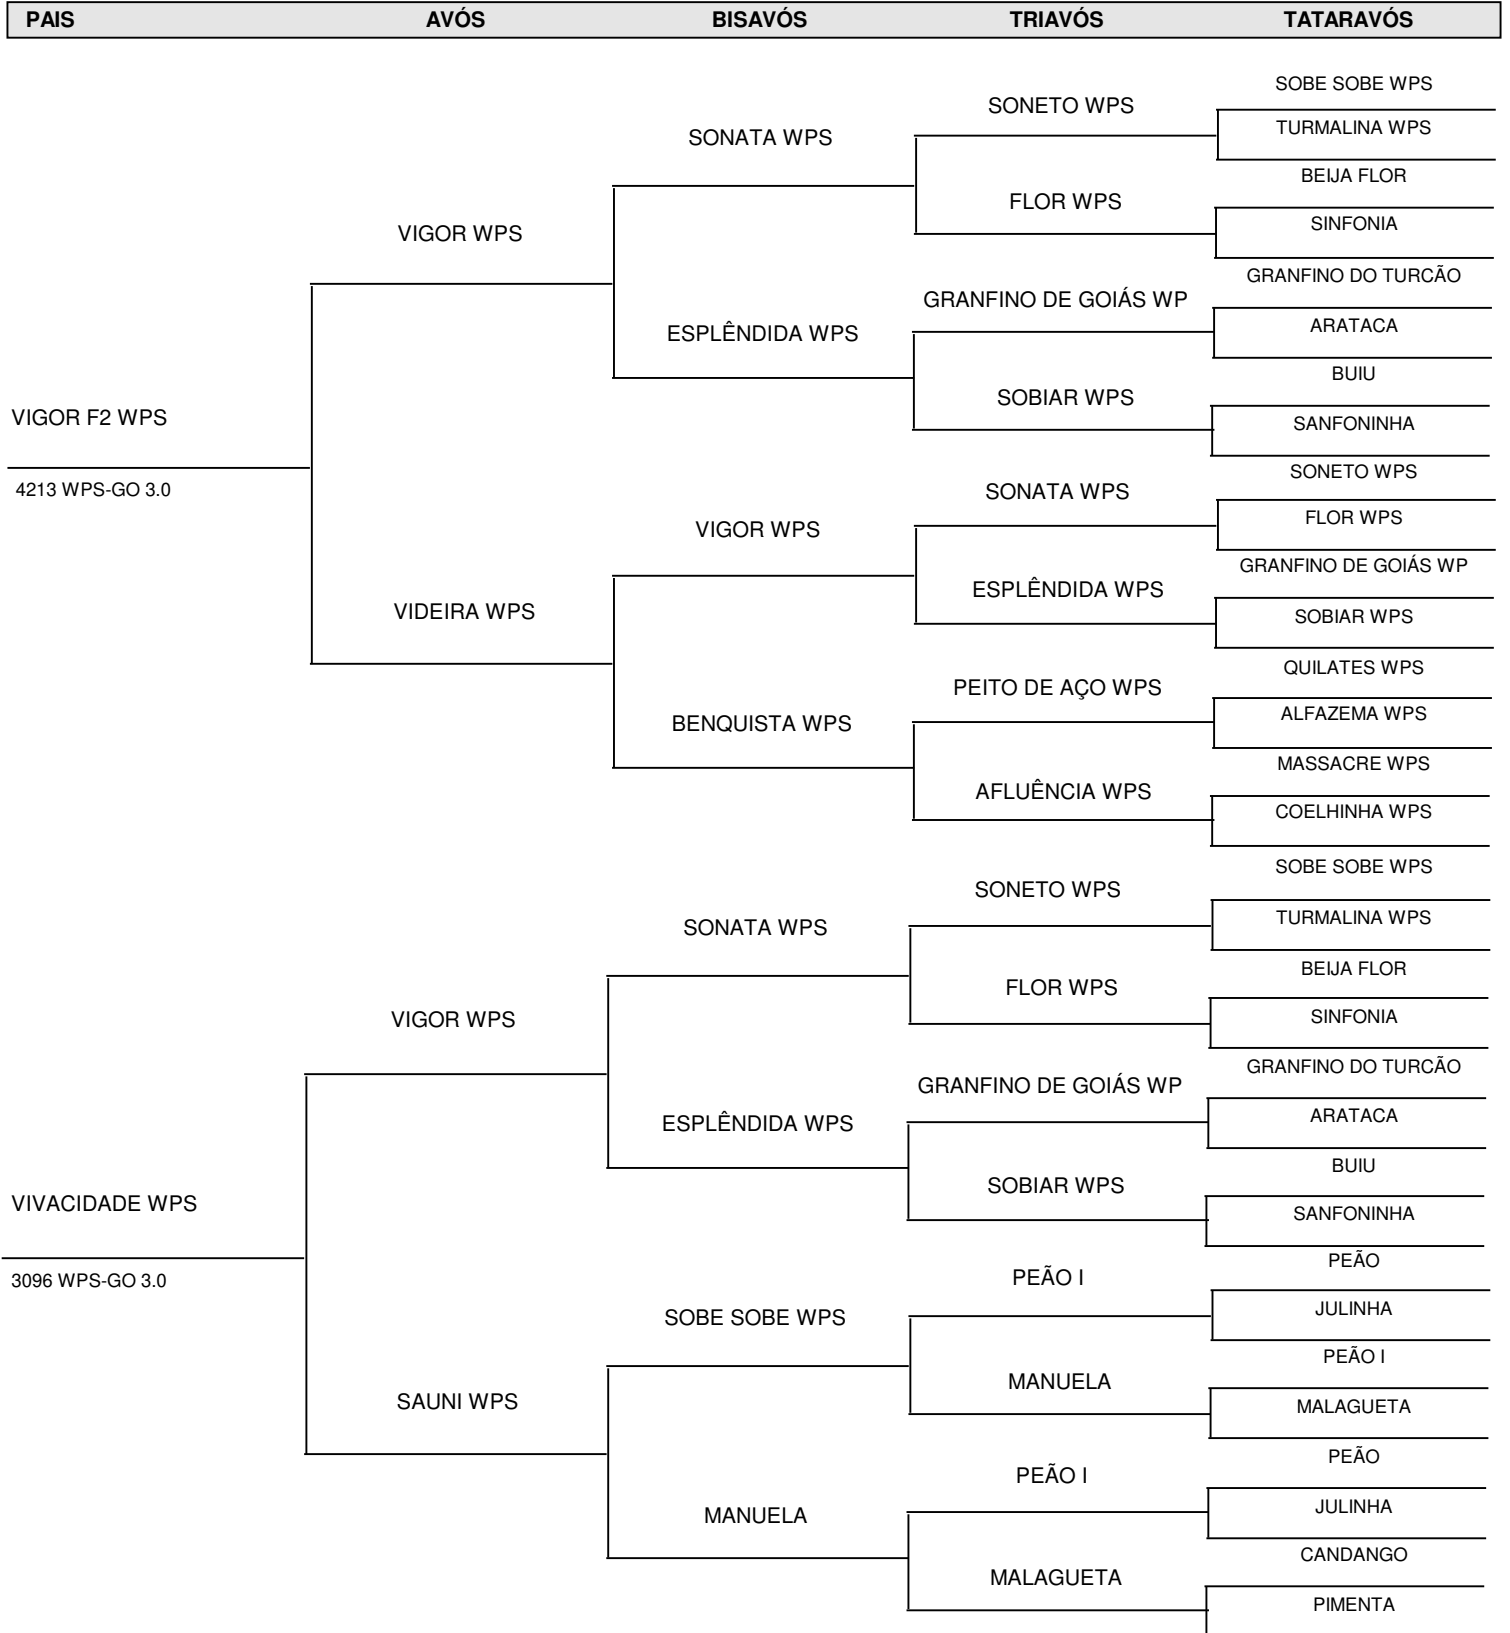 PAIS AVÓS BISAVÓS TRIAVÓS TATARAVÓS
SOBE SOBE WPS
SONETO WPS
TURMALINA WPS
SONATA WPS
BEIJA FLOR
FLOR WPS
SINFONIA
VIGOR WPS
GRANFINO DO TURCÃO
GRANFINO DE GOIÁS WP
ARATACA
ESPLÊNDIDA WPS
BUIU
SOBIAR WPS
SANFONINHA
VIGOR F2 WPS
4213 WPS-GO 3.0
SONETO WPS
SONATA WPS
FLOR WPS
VIGOR WPS
GRANFINO DE GOIÁS WP
ESPLÊNDIDA WPS
SOBIAR WPS
VIDEIRA WPS
QUILATES WPS
PEITO DE AÇO WPS
ALFAZEMA WPS
BENQUISTA WPS
MASSACRE WPS
AFLUÊNCIA WPS
COELHINHA WPS
SOBE SOBE WPS
SONETO WPS
TURMALINA WPS
SONATA WPS
BEIJA FLOR
FLOR WPS
SINFONIA
VIGOR WPS
GRANFINO DO TURCÃO
GRANFINO DE GOIÁS WP
ARATACA
ESPLÊNDIDA WPS
BUIU
SOBIAR WPS
SANFONINHA
VIVACIDADE WPS
3096 WPS-GO 3.0
PEÃO
PEÃO I
JULINHA
SOBE SOBE WPS
PEÃO I
MANUELA
MALAGUETA
SAUNI WPS
PEÃO
PEÃO I
JULINHA
MANUELA
CANDANGO
MALAGUETA
PIMENTA